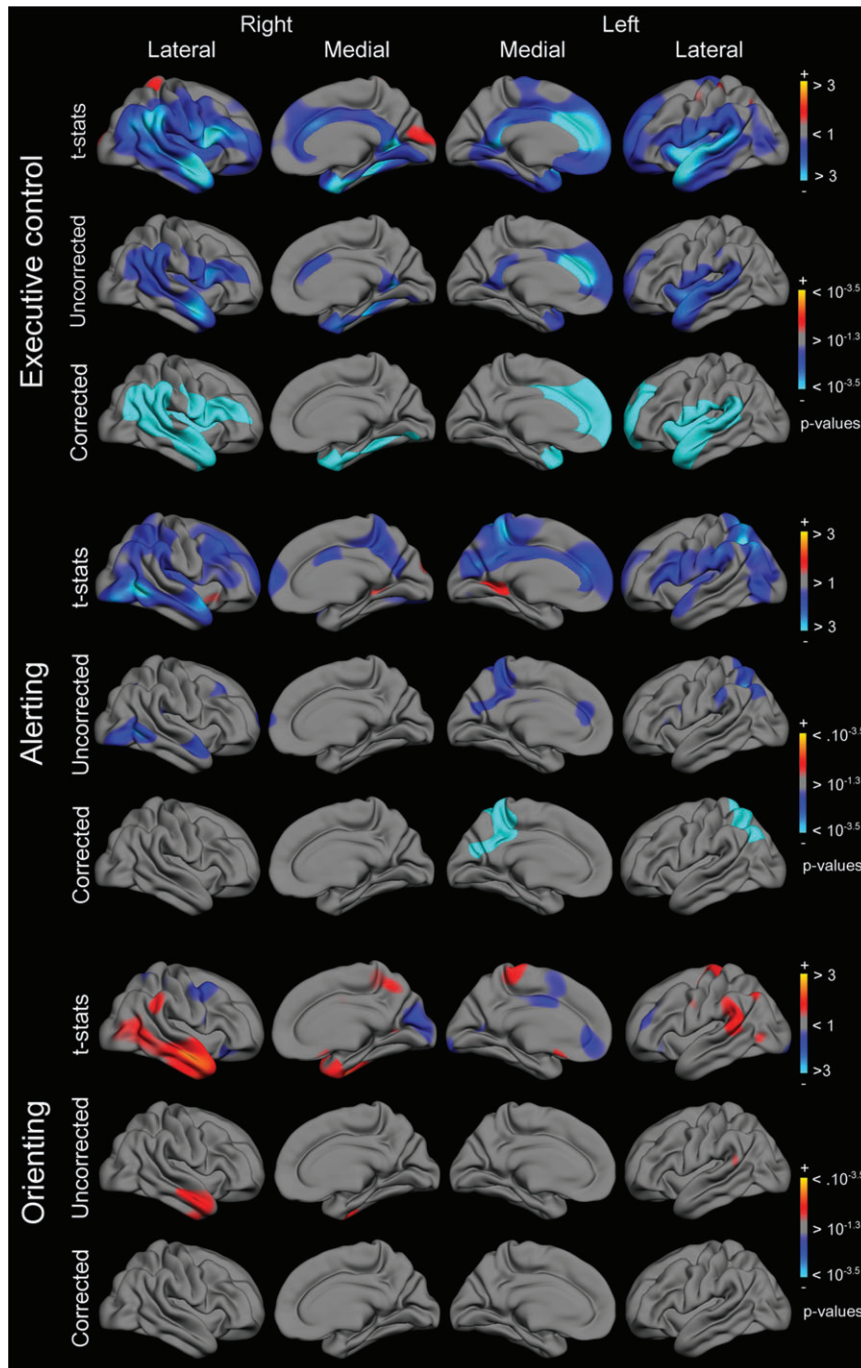 Right Left
Lateral Medial Medial Lateral
Executive control
t-stats
+
> 3
< 1
> 3
-
Uncorrected
+
< 10-3.5
> 10-1.3
< 10-3.5
-
p-values
Corrected
Alerting
t-stats
+
> 3
> 1
> 3
-
Uncorrected
+
< .10-3.5
> 10-1.3
< 10-3.5
-
p-values
Corrected
Orienting
t-stats
+
> 3
< 1
>3
-
Uncorrected
+
< .10-3.5
> 10-1.3
< 10-3.5
-
p-values
Corrected